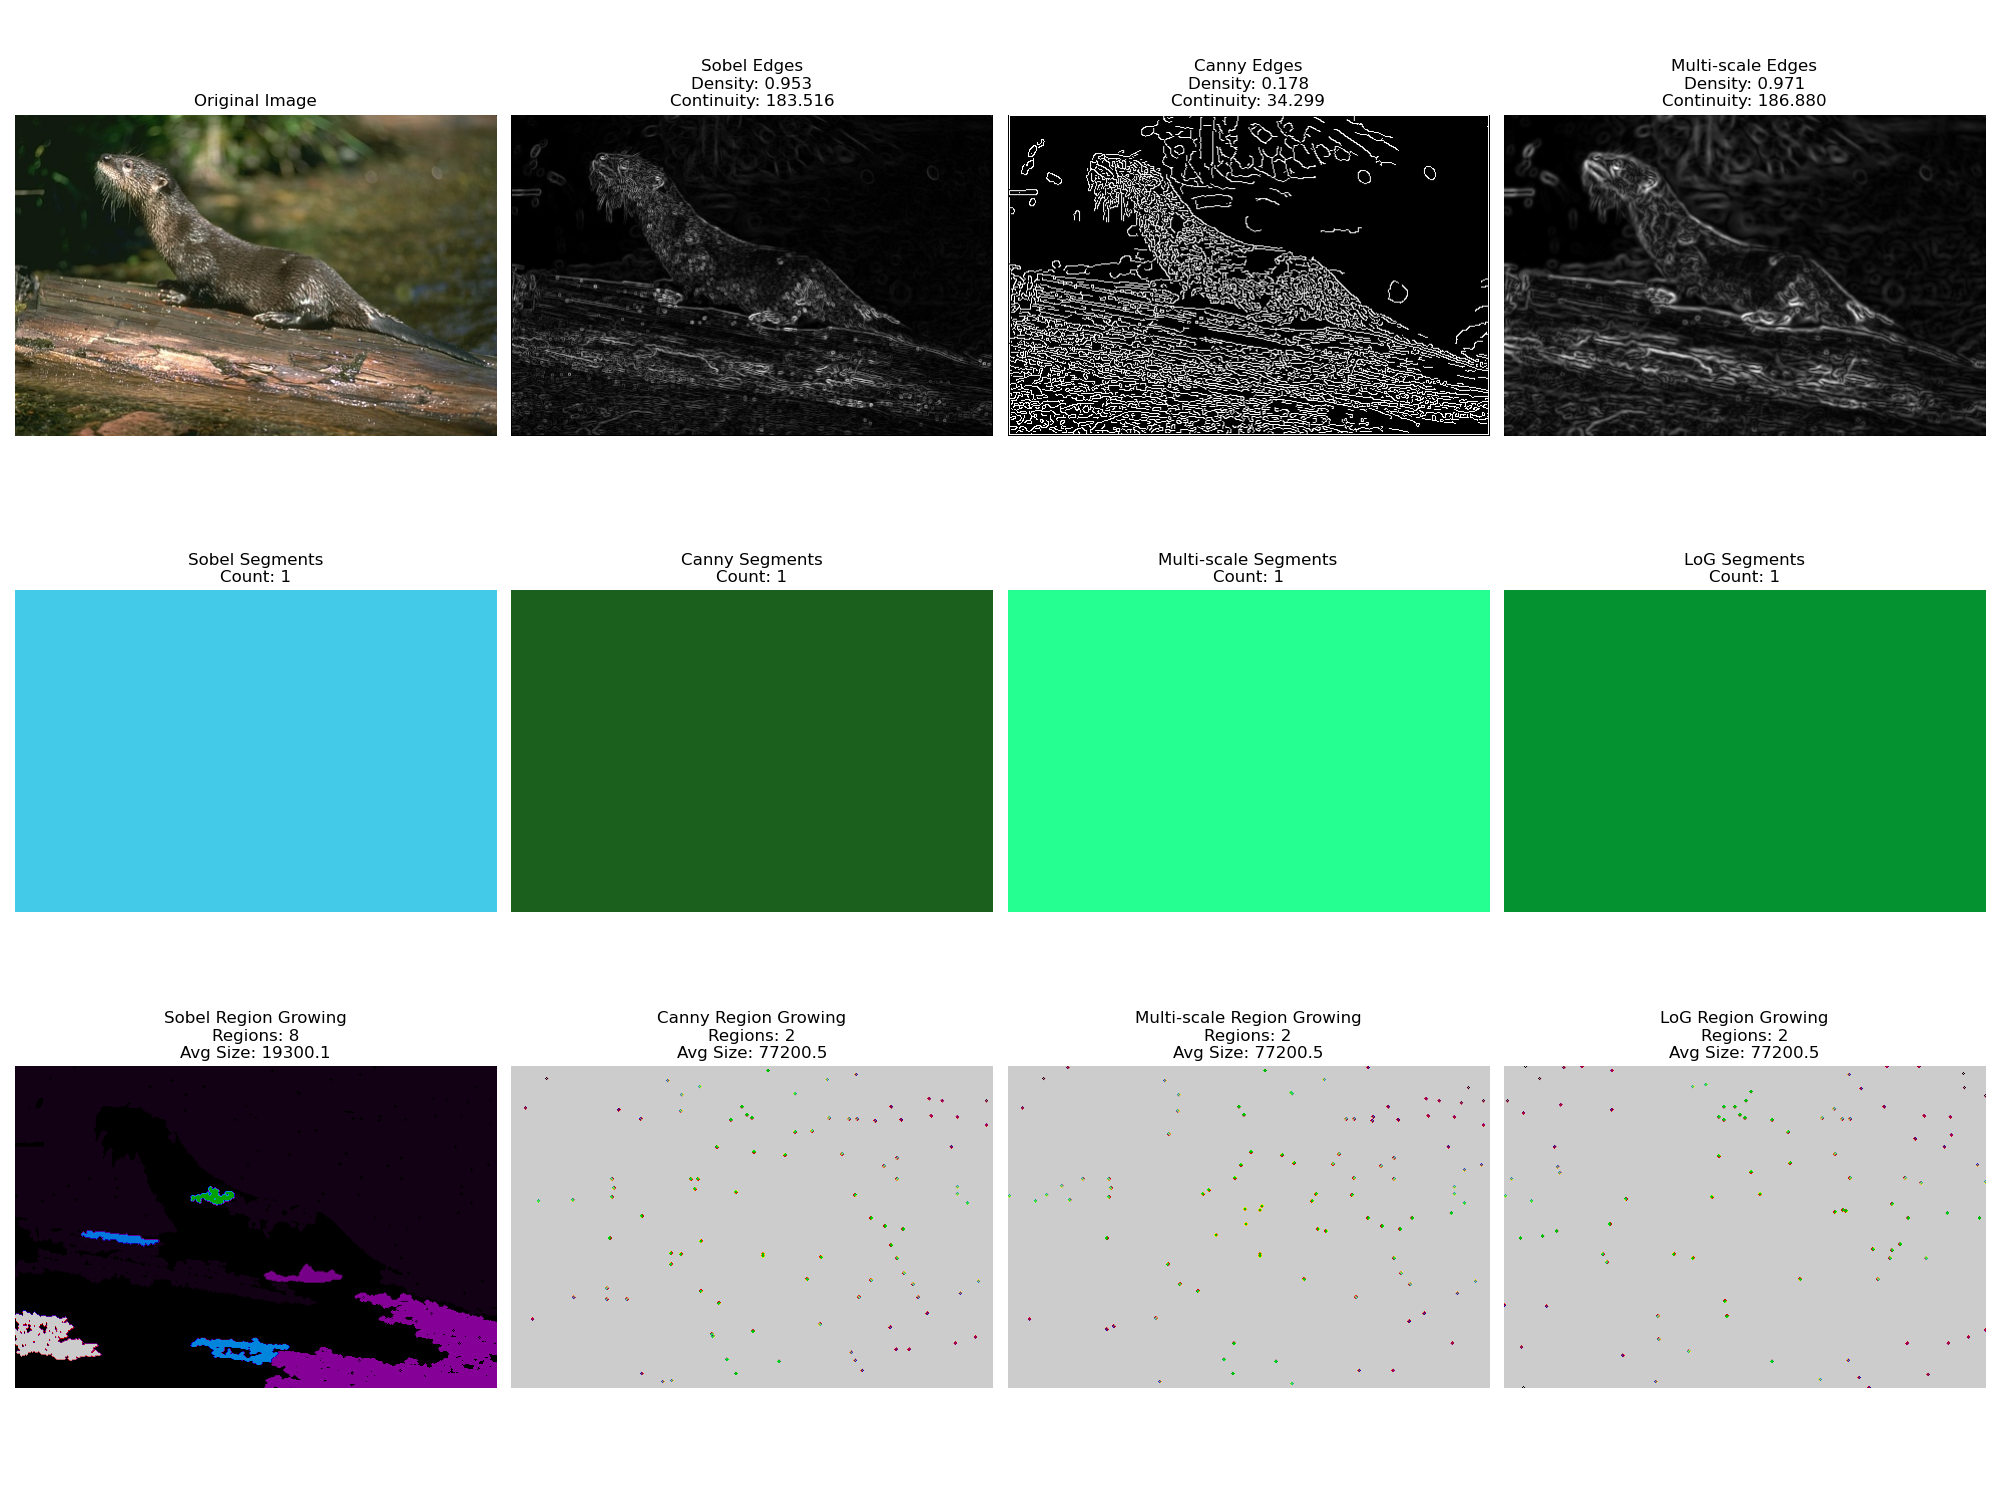 Original Image
Sobel Edges
Density: 0.953
Continuity: 183.516
Canny Edges
Density: 0.178
Continuity: 34.299
Multi-scale Edges
Density: 0.971
Continuity: 186.880
Sobel Segments
Count: 1
Canny Segments
Count: 1
Multi-scale Segments
Count: 1
LoG Segments
Count: 1
Sobel Region Growing
Regions: 8
Avg Size: 19300.1
Canny Region Growing
Regions: 2
Avg Size: 77200.5
Multi-scale Region Growing
Regions: 2
Avg Size: 77200.5
LoG Region Growing
Regions: 2
Avg Size: 77200.5